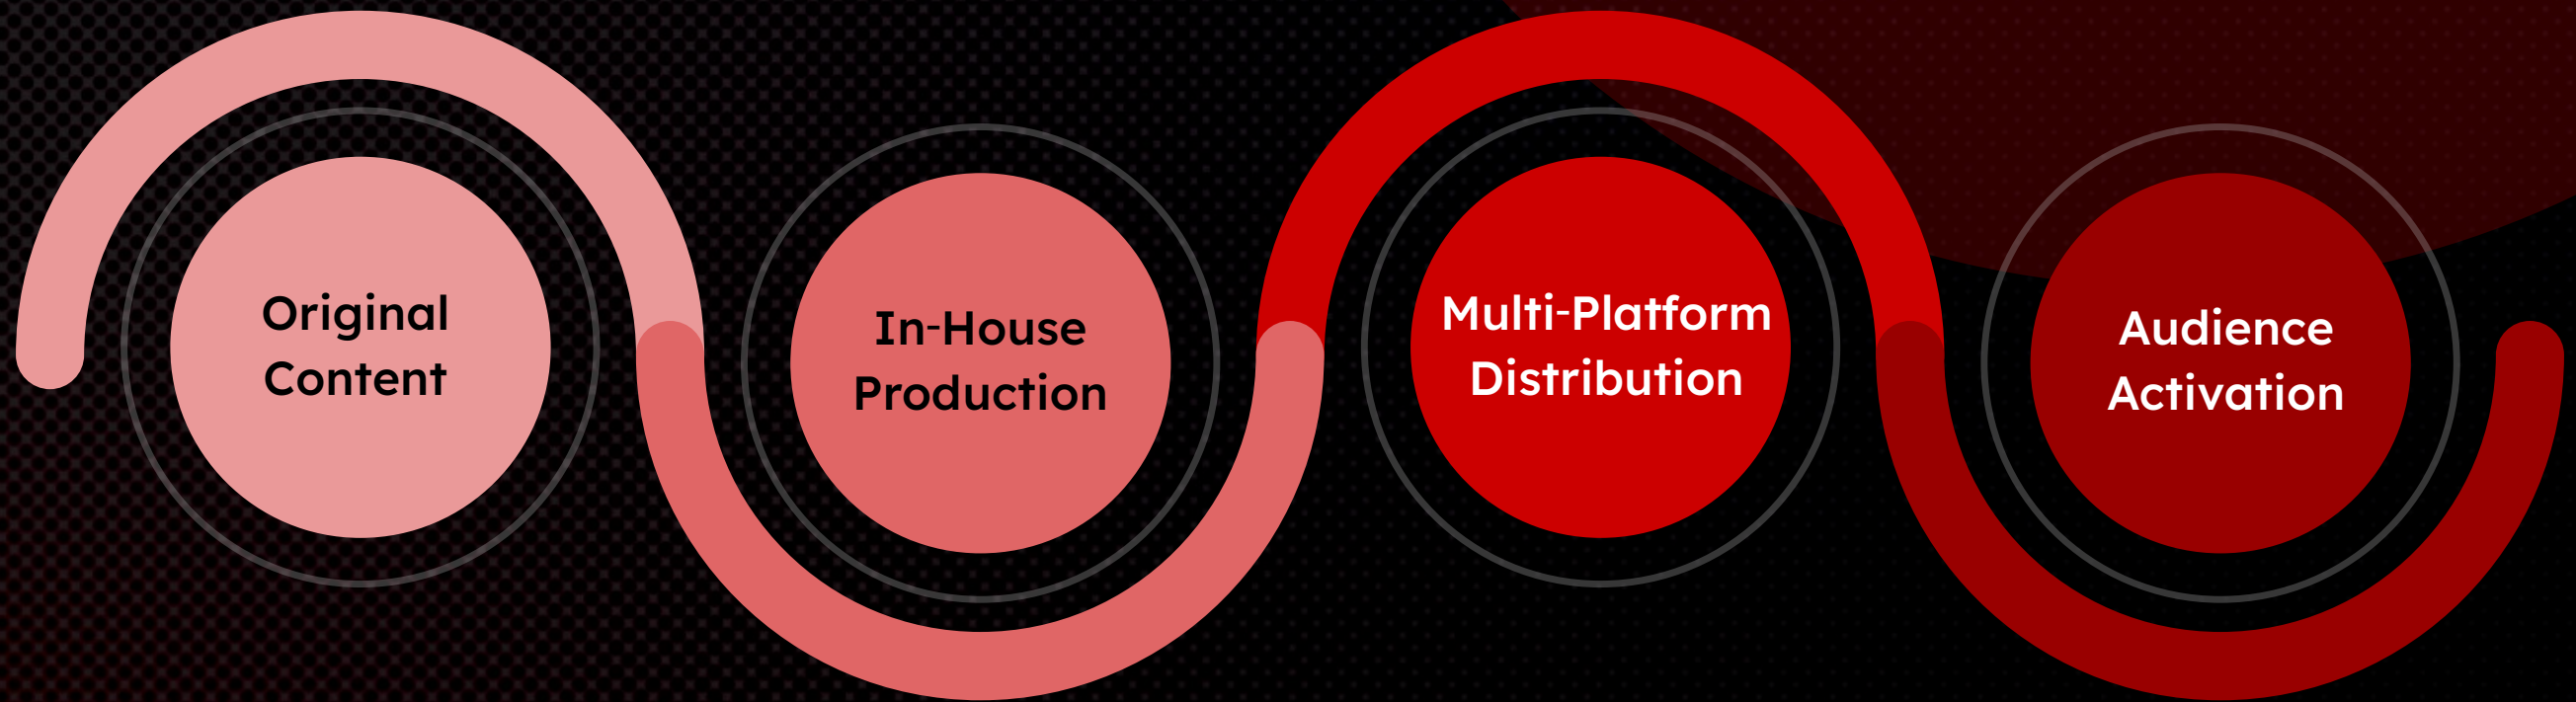 Original
Content
In-House
Production
Multi-Platform
Distribution
Audience
Activation